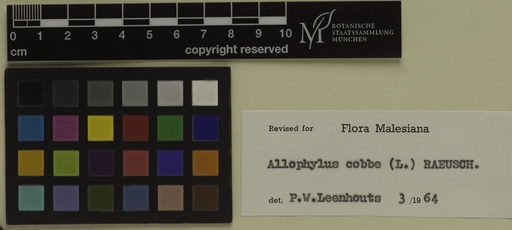 0 1 2 3 4 5 6 7 8 9 10
cm
copyright reserved
M
BOTANISCHE
STAATSSAMMLUNG
MÜNCHEN
Revised for Flora Malesiana
Allophylus cobbe (L.) RAEUSCH.
det. P.W.Leenhouts 3 /1964